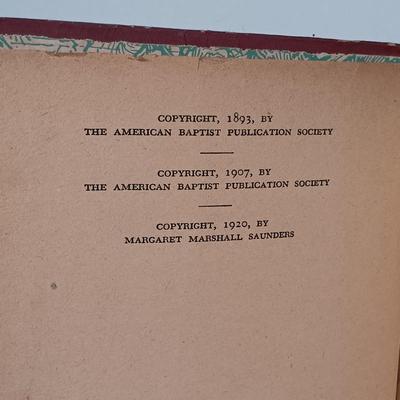 COPYRIGHT, 1893, BY
THE AMERICAN BAPTIST PUBLICATION SOCIETY
COPYRIGHT, 1907, BY
THE AMERICAN BAPTIST PUBLICATION SOCIETY
COPYRIGHT, 1920, BY
MARGARET MARSHALL SAUNDERS